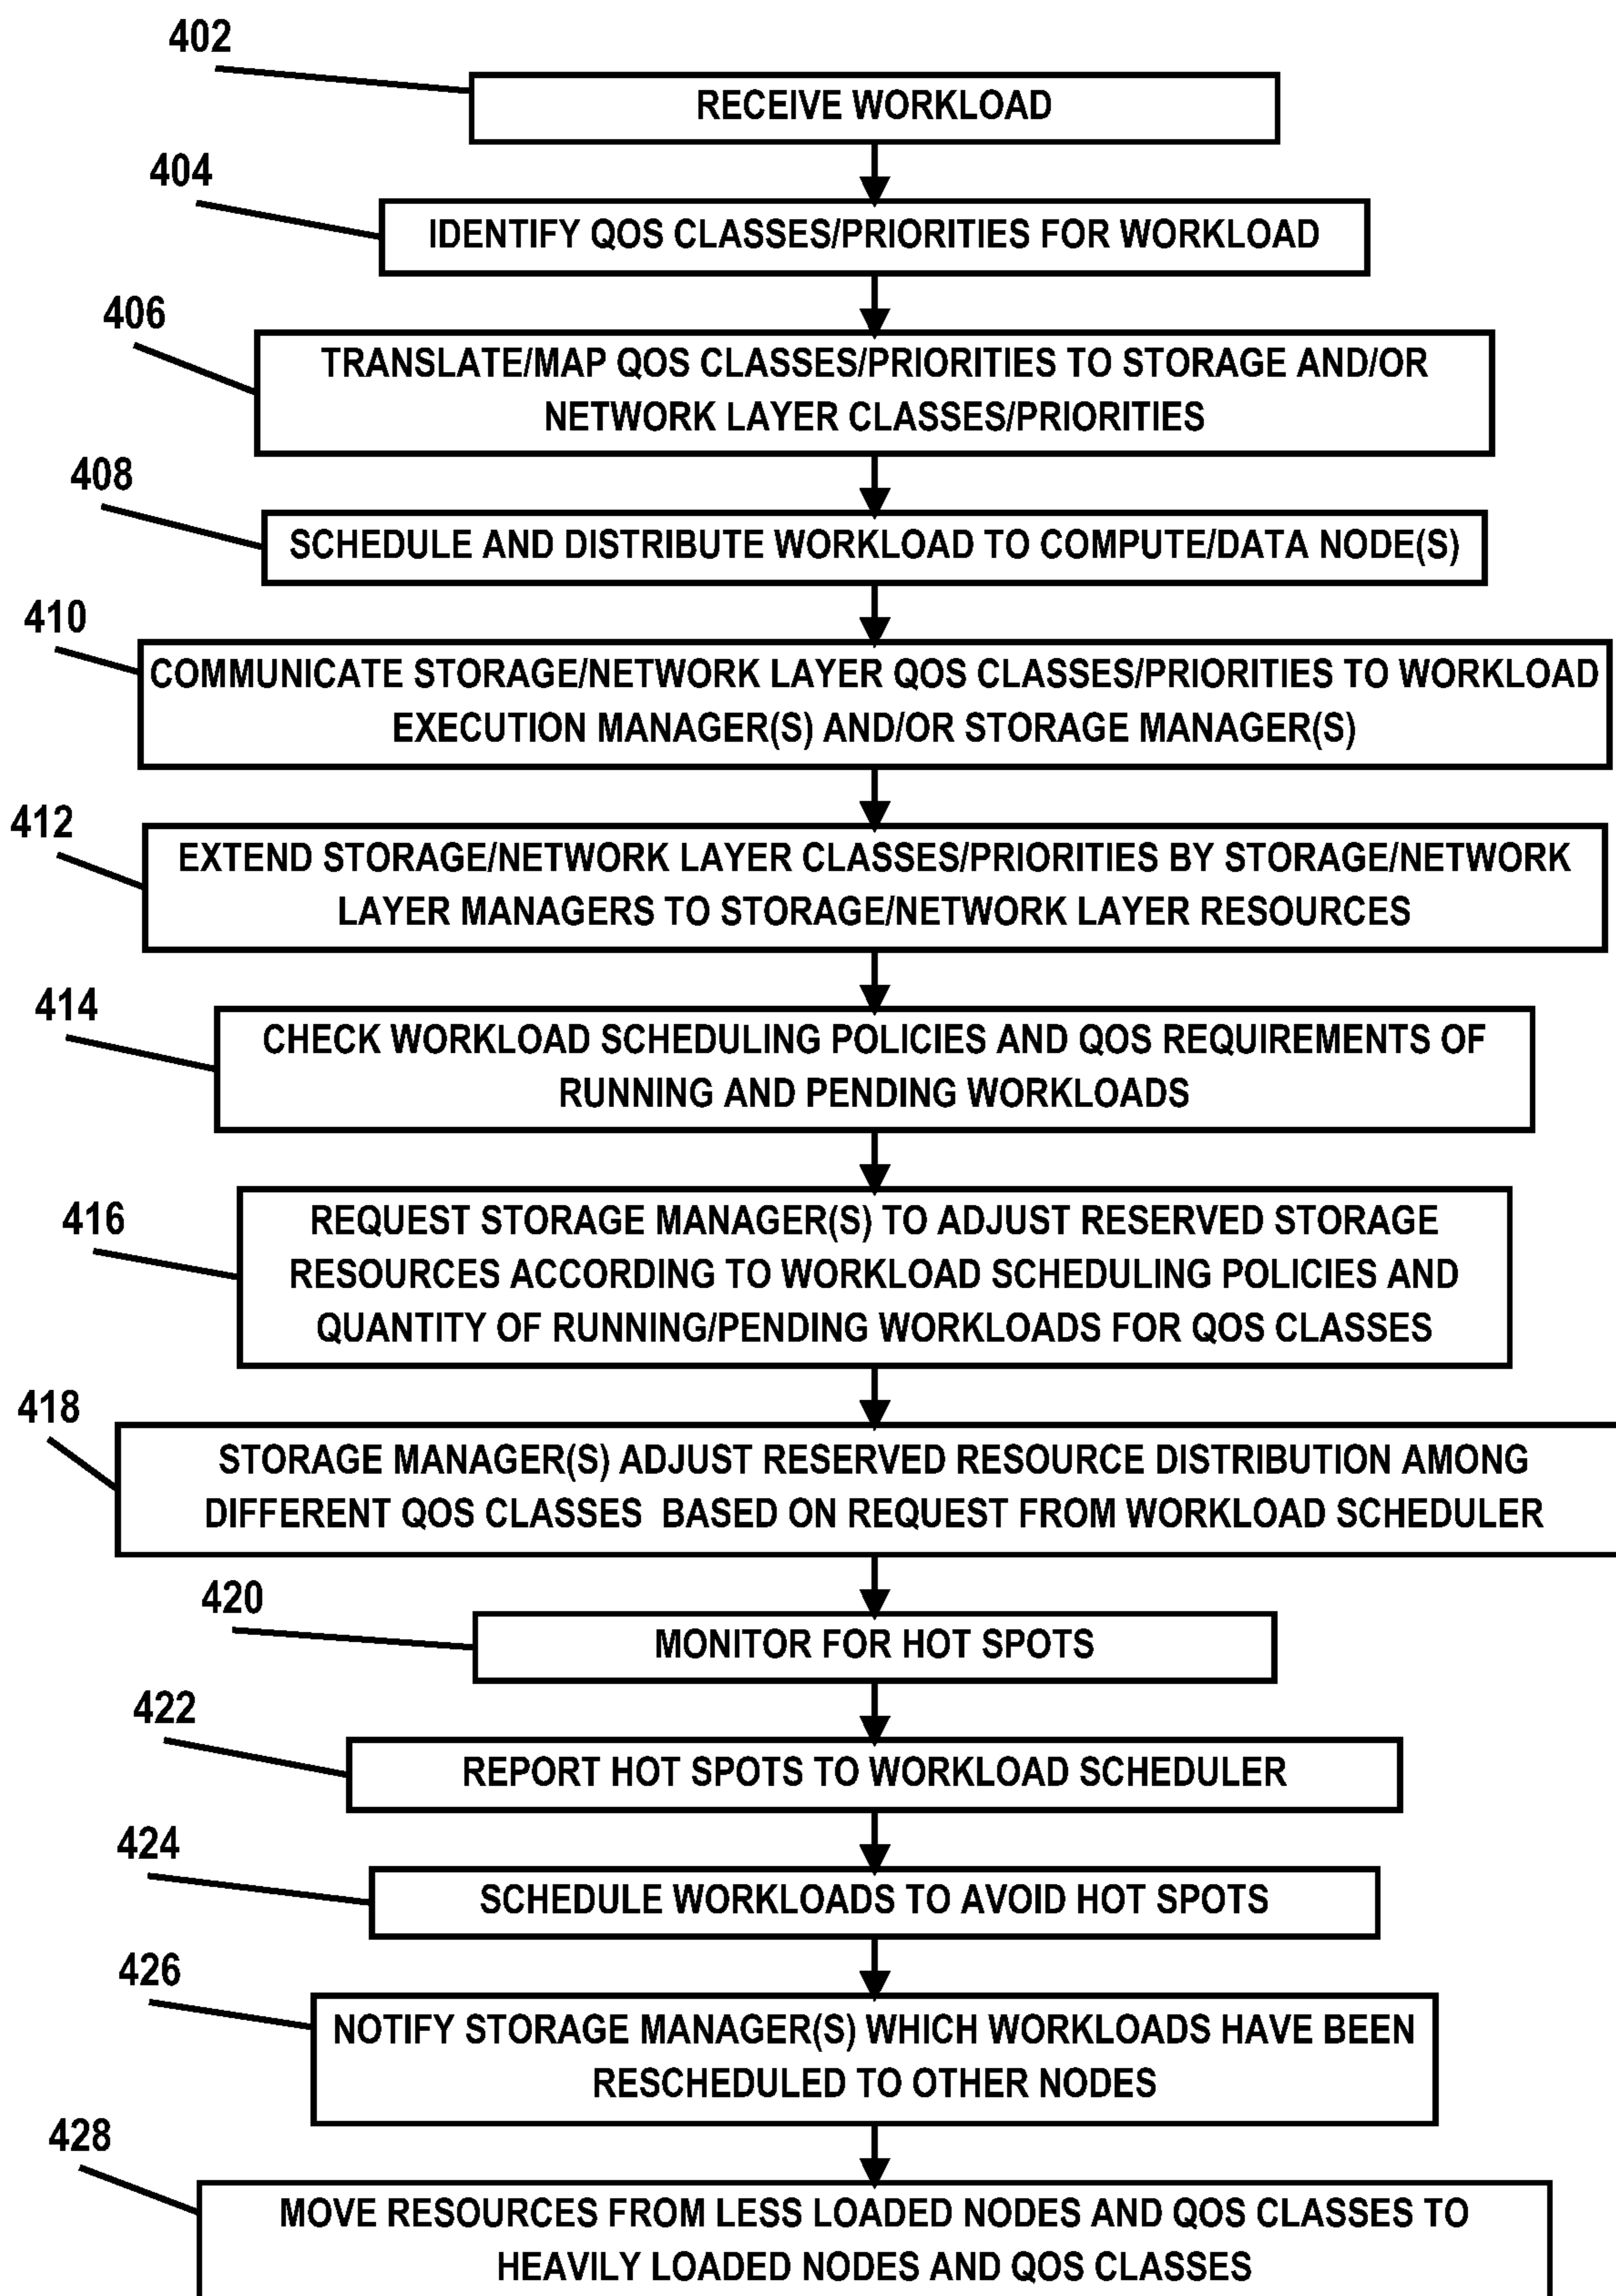 402
RECEIVE WORKLOAD
404
IDENTIFY QOS CLASSES/PRIORITIES FOR WORKLOAD
406
TRANSLATE/MAP QOS CLASSES/PRIORITIES TO STORAGE AND/OR
NETWORK LAYER CLASSES/PRIORITIES
408
SCHEDULE AND DISTRIBUTE WORKLOAD TO COMPUTE/DATA NODE(S)
410
COMMUNICATE STORAGE/NETWORK LAYER QOS CLASSES/PRIORITIES TO WORKLOAD
EXECUTION MANAGER(S) AND/OR STORAGE MANAGER(S)
412
EXTEND STORAGE/NETWORK LAYER CLASSES/PRIORITIES BY STORAGE/NETWORK
LAYER MANAGERS TO STORAGE/NETWORK LAYER RESOURCES
414
CHECK WORKLOAD SCHEDULING POLICIES AND QOS REQUIREMENTS OF
RUNNING AND PENDING WORKLOADS
416
REQUEST STORAGE MANAGER(S) TO ADJUST RESERVED STORAGE
RESOURCES ACCORDING TO WORKLOAD SCHEDULING POLICIES AND
QUANTITY OF RUNNING/PENDING WORKLOADS FOR QOS CLASSES
418
STORAGE MANAGER(S) ADJUST RESERVED RESOURCE DISTRIBUTION AMONG
DIFFERENT QOS CLASSES BASED ON REQUEST FROM WORKLOAD SCHEDULER
420
MONITOR FOR HOT SPOTS
422
REPORT HOT SPOTS TO WORKLOAD SCHEDULER
424
SCHEDULE WORKLOADS TO AVOID HOT SPOTS
426
NOTIFY STORAGE MANAGER(S) WHICH WORKLOADS HAVE BEEN
RESCHEDULED TO OTHER NODES
428
MOVE RESOURCES FROM LESS LOADED NODES AND QOS CLASSES TO
HEAVILY LOADED NODES AND QOS CLASSES